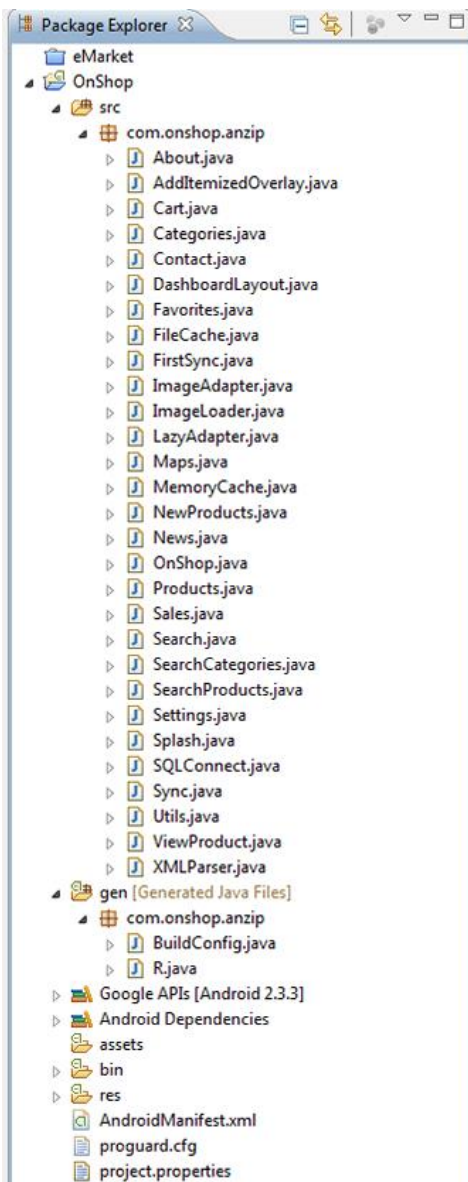 Package Explorer
eMarket
OnShop
src
com.onshop.anzip
About.java
AddItemizedOverlay.java
Cart.java
Categories.java
Contact.java
DashboardLayout.java
Favorites.java
FileCache.java
FirstSync.java
ImageAdapter.java
ImageLoader.java
LazyAdapter.java
Maps.java
MemoryCache.java
NewProducts.java
News.java
OnShop.java
Products.java
Sales.java
Search.java
SearchCategories.java
SearchProducts.java
Settings.java
Splash.java
SQLConnect.java
Sync.java
Utils.java
ViewProduct.java
XMLParser.java
gen [Generated Java Files]
com.onshop.anzip
BuildConfig.java
R.java
Google APIs [Android 2.3.3]
Android Dependencies
assets
bin
res
AndroidManifest.xml
proguard.cfg
project.properties